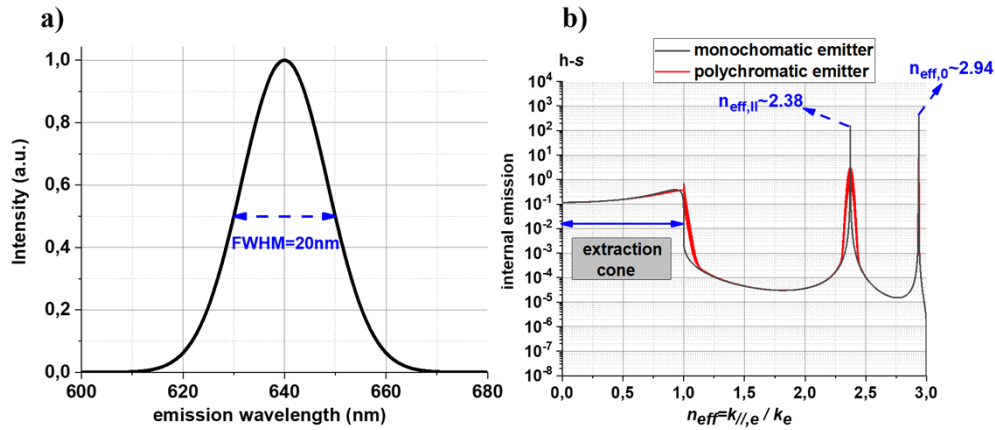 a)
Intensity (a.u.)
1,0
0,8
0,6
0,4
0,2
0,0
FWHM=20nm
600
620
640
660
680
emission wavelength (nm)
b)
monochomatic emitter
polychromatic emitter
h-s
n_eff,0~2.94
n_eff,II~2.38
internal emission
10^4
10^3
10^2
10^1
10^0
10^-1
10^-2
10^-3
10^-4
10^-5
10^-6
10^-7
10^-8
extraction
cone
0,0
0,5
1,0
1,5
2,0
2,5
3,0
n_eff=k_//,e / k_e